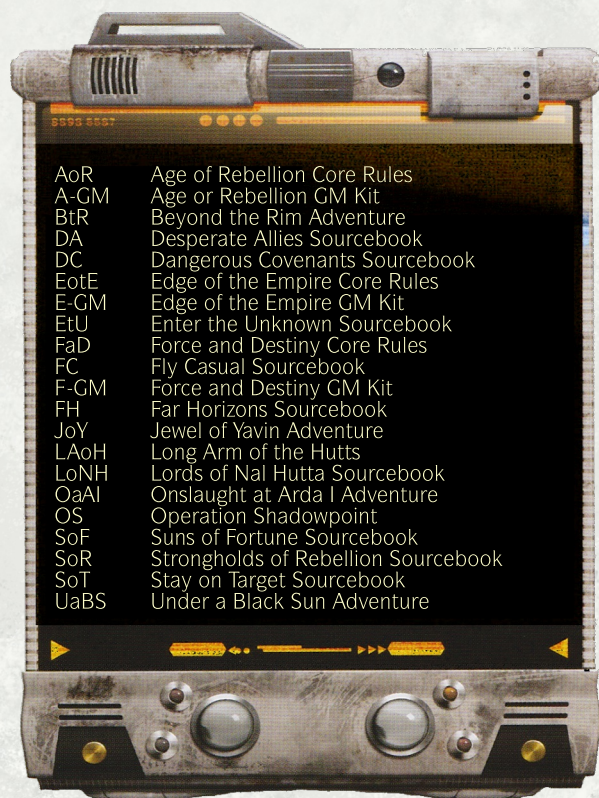 8895 8887
AoR Age of Rebellion Core Rules
A-GM Age or Rebellion GM Kit
BtR Beyond the Rim Adventure
DA Desperate Allies Sourcebook
DC Dangerous Covenants Sourcebook
EotE Edge of the Empire Core Rules
E-GM Edge of the Empire GM Kit
EtU Enter the Unknown Sourcebook
FaD Force and Destiny Core Rules
FC Fly Casual Sourcebook
F-GM Force and Destiny GM Kit
FH Far Horizons Sourcebook
JoY Jewel of Yavin Adventure
LAoH Long Arm of the Hutts
LoNH Lords of Nal Hutta Sourcebook
OaAI Onslaught at Arda I Adventure
OS Operation Shadowpoint
SoF Suns of Fortune Sourcebook
SoR Strongholds of Rebellion Sourcebook
SoT Stay on Target Sourcebook
UaBS Under a Black Sun Adventure